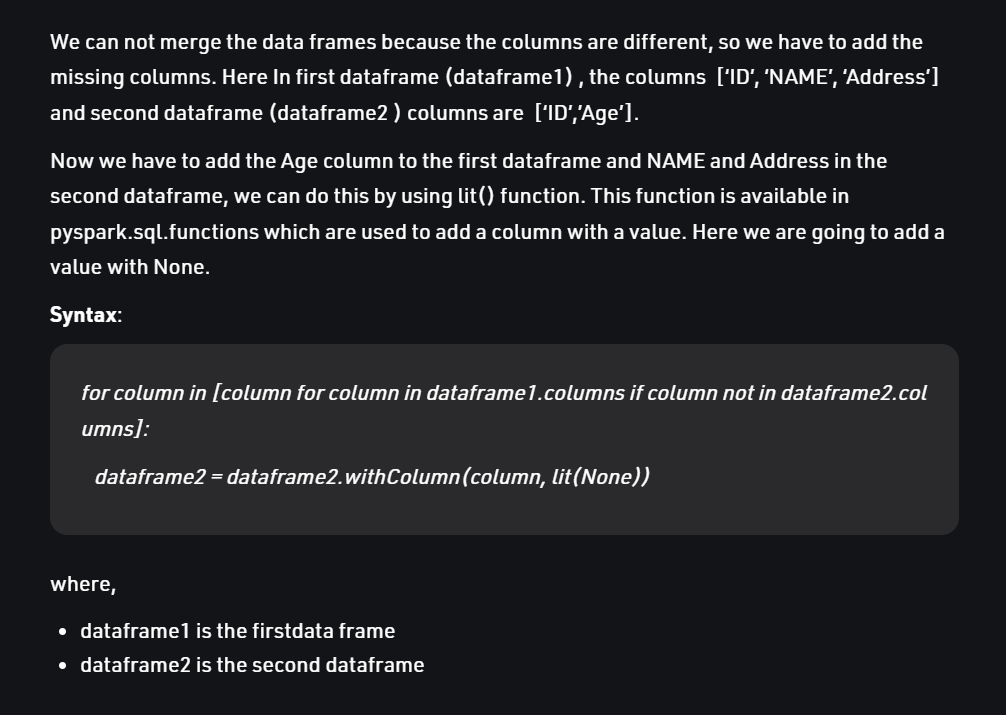 We can not merge the data frames because the columns are different, so we have to add the
missing columns. Here In first dataframe (dataframe1) , the columns  [‘ID’, ‘NAME’, ‘Address’]
and second dataframe (dataframe2 ) columns are  [‘ID’,’Age’].
Now we have to add the Age column to the first dataframe and NAME and Address in the
second dataframe, we can do this by using lit() function. This function is available in
pyspark.sql.functions which are used to add a column with a value. Here we are going to add a
value with None.
Syntax:
for column in [column for column in dataframe1.columns if column not in dataframe2.col
umns]:
dataframe2 = dataframe2.withColumn(column, lit(None))
where,
• dataframe1 is the firstdata frame
• dataframe2 is the second dataframe